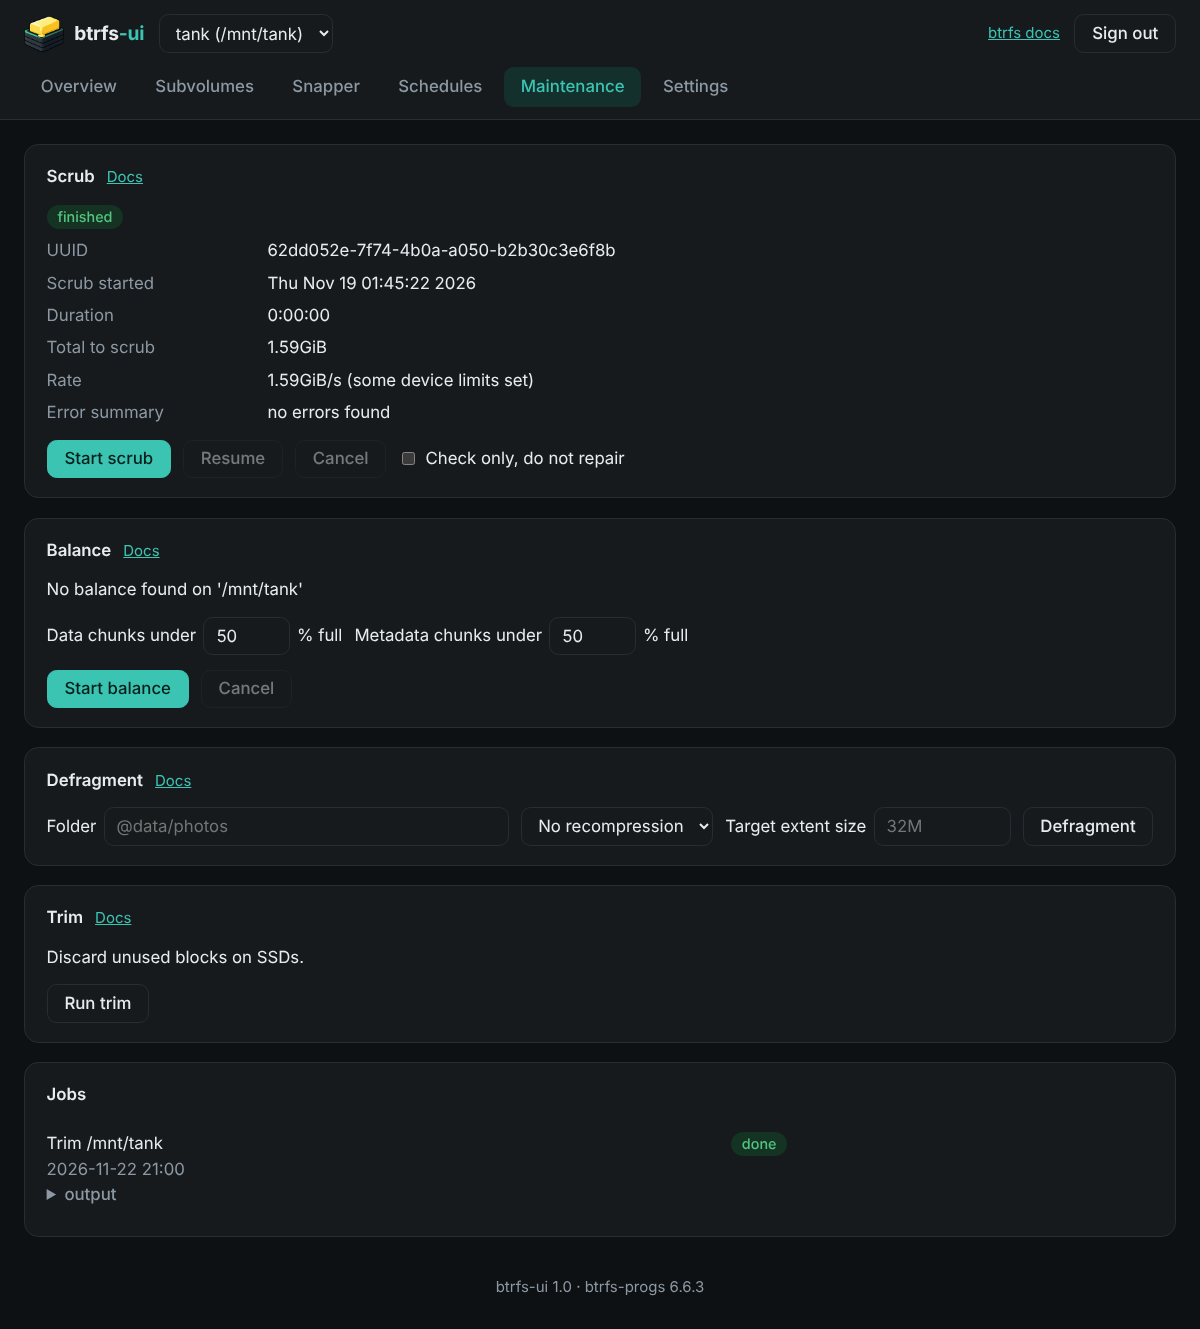 btrfs-ui tank (/mnt/tank) btrfs docs Sign out
Overview Subvolumes Snapper Schedules Maintenance Settings
Scrub Docs
finished
UUID 62dd052e-7f74-4b0a-a050-b2b30c3e6f8b
Scrub started Thu Nov 19 01:45:22 2026
Duration 0:00:00
Total to scrub 1.59GiB
Rate 1.59GiB/s (some device limits set)
Error summary no errors found
Start scrub Resume Cancel Check only, do not repair
Balance Docs
No balance found on '/mnt/tank'
Data chunks under 50 % full Metadata chunks under 50 % full
Start balance Cancel
Defragment Docs
Folder @data/photos No recompression Target extent size 32M Defragment
Trim Docs
Discard unused blocks on SSDs.
Run trim
Jobs
Trim /mnt/tank done
2026-11-22 21:00
output
btrfs-ui 1.0 · btrfs-progs 6.6.3